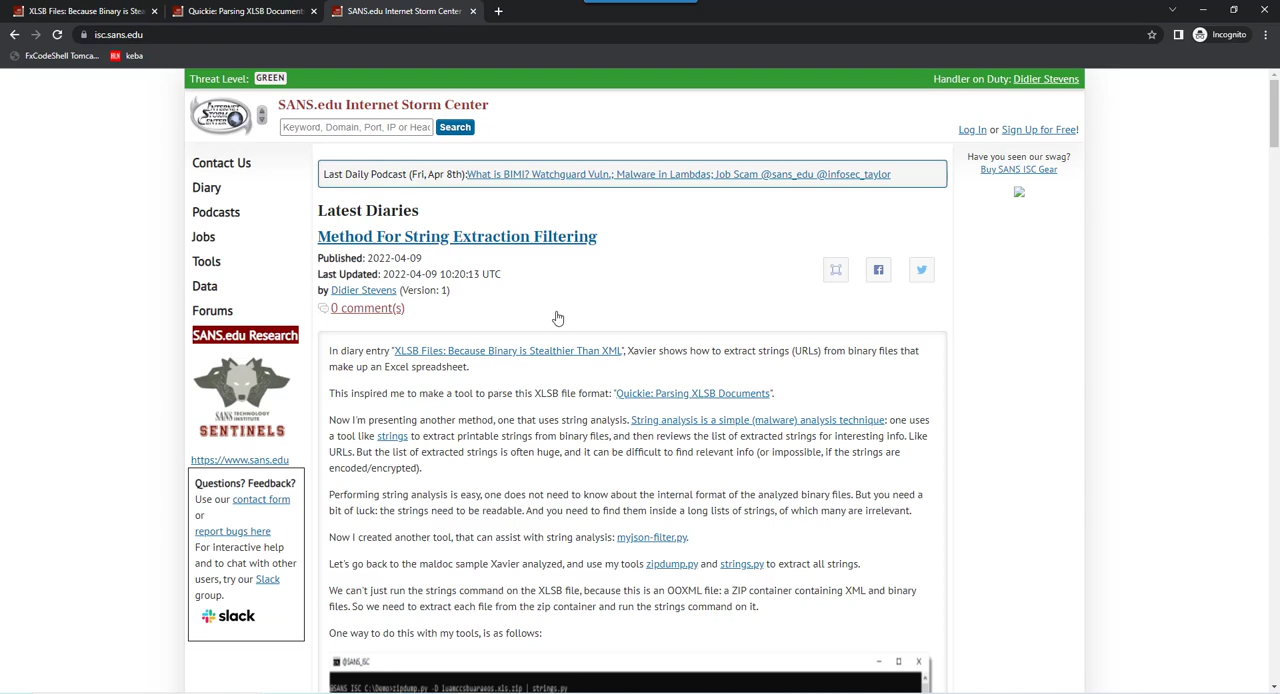 XLSB Files: Because Binary is Stea
Quickie: Parsing XLSB Documents
SANS.edu Internet Storm Center
isc.sans.edu
Incognito
FxCodeShell Tomca...
keba
Threat Level: GREEN
Handler on Duty: Didier Stevens
INTERNET STORM CENTER
SANS.edu Internet Storm Center
Keyword, Domain, Port, IP or Head
Search
Log In or Sign Up for Free!
Contact Us
Diary
Podcasts
Jobs
Tools
Data
Forums
SANS.edu Research
SANS TECHNOLOGY
INSTITUTE
SENTINELS
https://www.sans.edu
Questions? Feedback?
Use our contact form
or
report bugs here
For interactive help
and to chat with other
users, try our Slack
group.
slack
Last Daily Podcast (Fri, Apr 8th):What is BIMI? Watchguard Vuln.; Malware in Lambdas; Job Scam @sans_edu @infosec_taylor
Latest Diaries
Method For String Extraction Filtering
Published: 2022-04-09
Last Updated: 2022-04-09 10:20:13 UTC
by Didier Stevens (Version: 1)
0 comment(s)
In diary entry "XLSB Files: Because Binary is Stealthier Than XML", Xavier shows how to extract strings (URLs) from binary files that
make up an Excel spreadsheet.
This inspired me to make a tool to parse this XLSB file format: "Quickie: Parsing XLSB Documents".
Now I'm presenting another method, one that uses string analysis. String analysis is a simple (malware) analysis technique: one uses
a tool like strings to extract printable strings from binary files, and then reviews the list of extracted strings for interesting info. Like
URLs. But the list of extracted strings is often huge, and it can be difficult to find relevant info (or impossible, if the strings are
encoded/encrypted).
Performing string analysis is easy, one does not need to know about the internal format of the analyzed binary files. But you need a
bit of luck: the strings need to be readable. And you need to find them inside a long lists of strings, of which many are irrelevant.
Now I created another tool, that can assist with string analysis: myjson-filter.py.
Let's go back to the maldoc sample Xavier analyzed, and use my tools zipdump.py and strings.py to extract all strings.
We can't just run the strings command on the XLSB file, because this is an OOXML file: a ZIP container containing XML and binary
files. So we need to extract each file from the zip container and run the strings command on it.
One way to do this with my tools, is as follows:
@SANS_ISC
@SANS ISC C:\Demo>zipdump.py -D luamccsbuaraeos.xls.zip | strings.py
Have you seen our swag?
Buy SANS ISC Gear